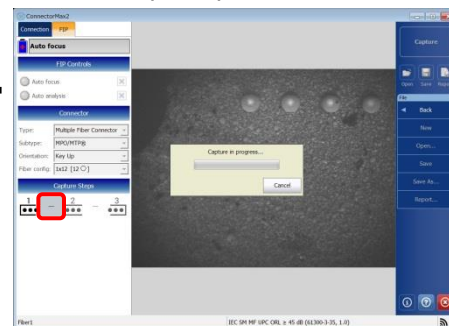 ConnectorMax2
Connection FIP
Auto focus
Capture
FIP Controls
Auto focus
Auto analysis
Open Save Report
File
Back
Connector
New
Type: Multiple Fiber Connector
Open...
Subtype: MPO/MTP®
Capture in progress...
Save
Orientation: Key Up
Fiber config: 1x12 [12 O]
Cancel
Save As...
Capture Steps
Report...
1 2 3
Fiber1
IEC SM MF UPC ORL ≥ 45 dB (61300-3-35, 1.0)